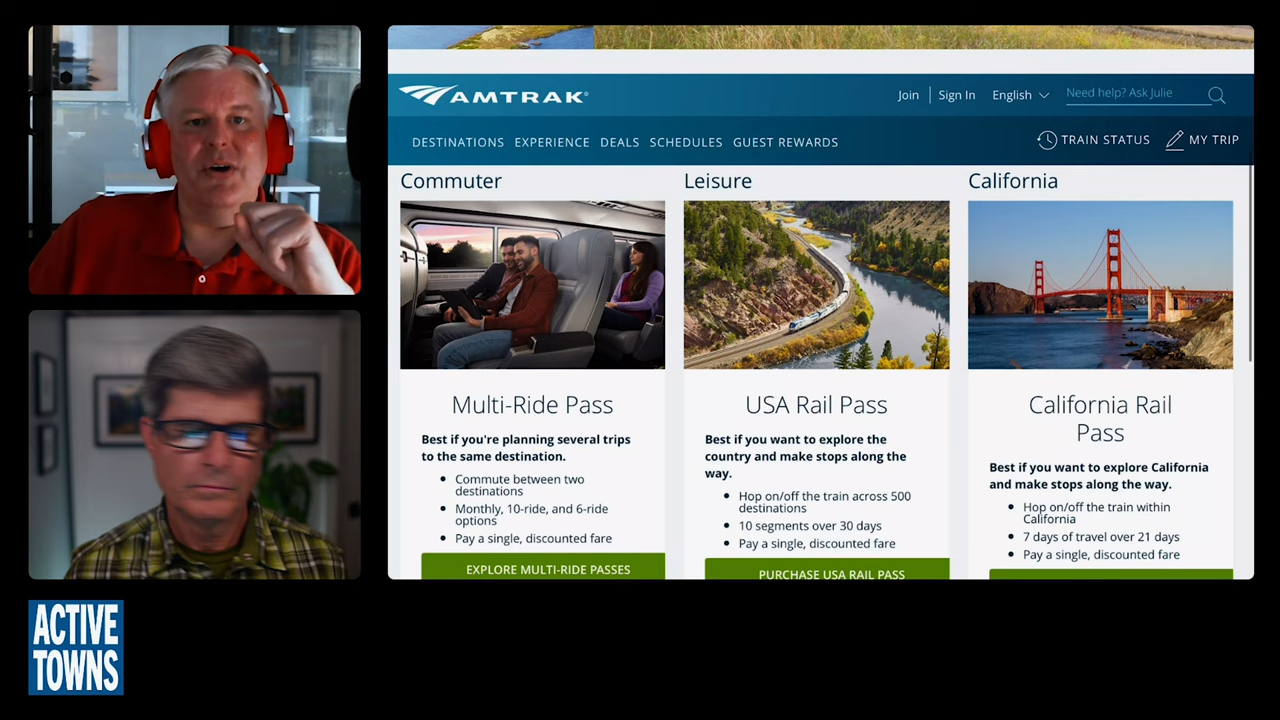 AMTRAK
Join
Sign In
English
Need help? Ask Julie
DESTINATIONS EXPERIENCE DEALS SCHEDULES GUEST REWARDS
TRAIN STATUS
MY TRIP
Commuter
Multi-Ride Pass
Best if you're planning several trips
to the same destination.
• Commute between two
destinations
• Monthly, 10-ride, and 6-ride
options
• Pay a single, discounted fare
EXPLORE MULTI-RIDE PASSES
Leisure
USA Rail Pass
Best if you want to explore the
country and make stops along the
way.
• Hop on/off the train across 500
destinations
• 10 segments over 30 days
• Pay a single, discounted fare
PURCHASE USA RAIL PASS
California
California Rail
Pass
Best if you want to explore California
and make stops along the way.
• Hop on/off the train within
California
• 7 days of travel over 21 days
• Pay a single, discounted fare
ACTIVE
TOWNS